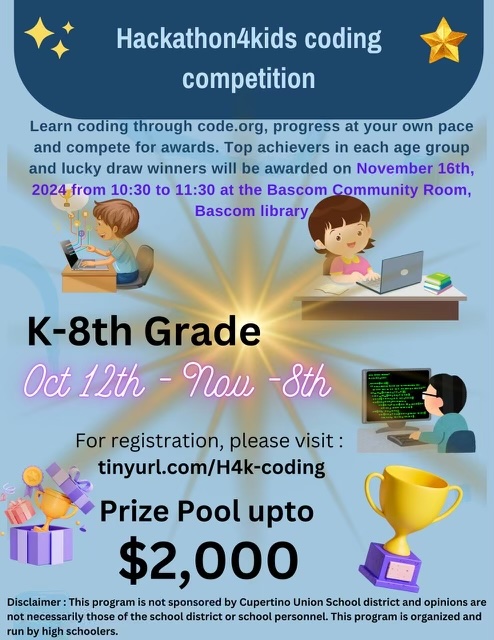 Hackathon4kids coding
competition
Learn coding through code.org, progress at your own pace
and compete for awards. Top achievers in each age group
and lucky draw winners will be awarded on November 16th,
2024 from 10:30 to 11:30 at the Bascom Community Room,
Bascom library
K-8th Grade
Oct 12th - Nov -8th
For registration, please visit :
tinyurl.com/H4k-coding
Prize Pool upto
$2,000
Disclaimer : This program is not sponsored by Cupertino Union School district and opinions are
not necessarily those of the school district or school personnel. This program is organized and
run by high schoolers.